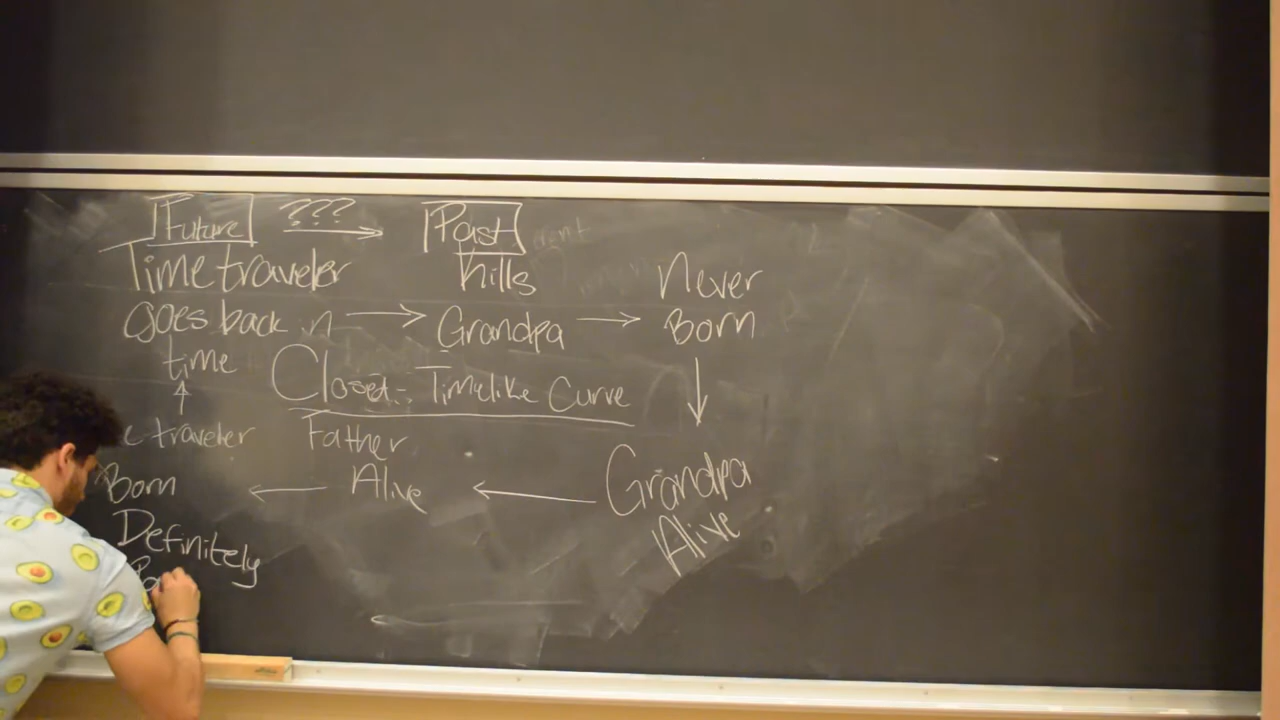 Future ??? Past
Time traveler kills Never
goes back in Grandpa Born
time
Closed Timelike Curve
traveler Father Grandpa
Born Alive Alive
Definitely